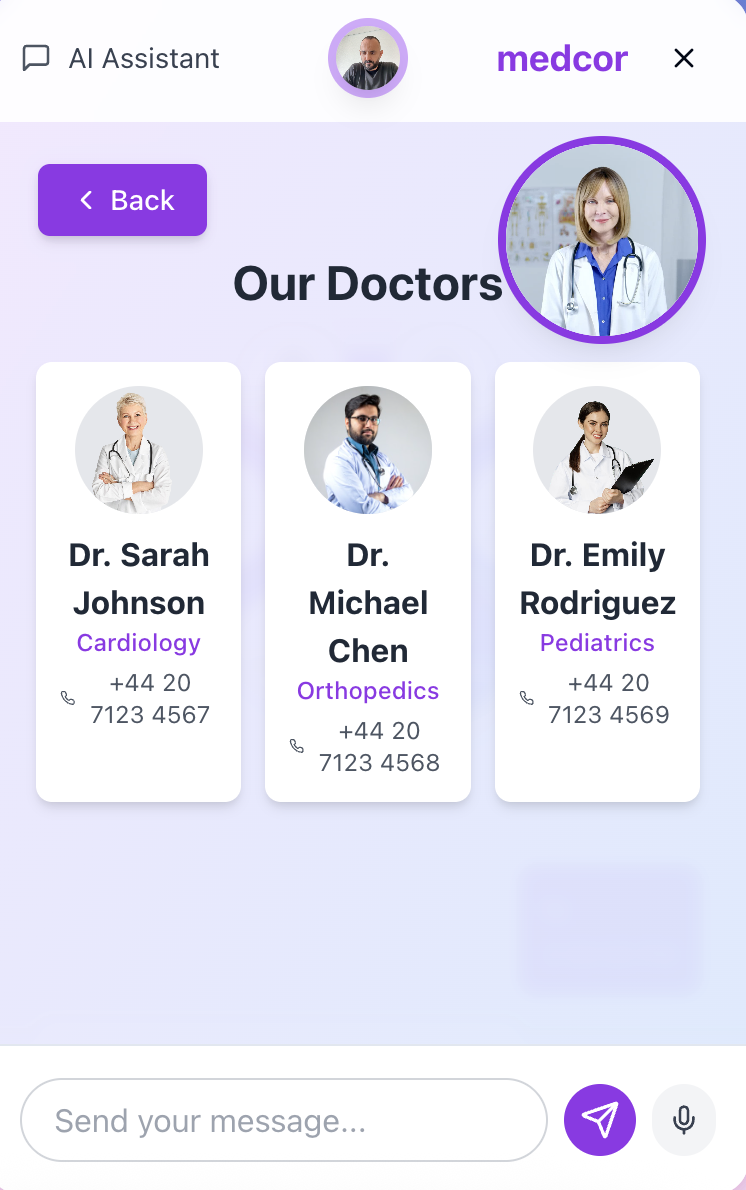 AI Assistant
medcor
Back
Our Doctors
Dr. Sarah
Johnson
Cardiology
+44 20
7123 4567
Dr.
Michael
Chen
Orthopedics
+44 20
7123 4568
Dr. Emily
Rodriguez
Pediatrics
+44 20
7123 4569
Send your message...